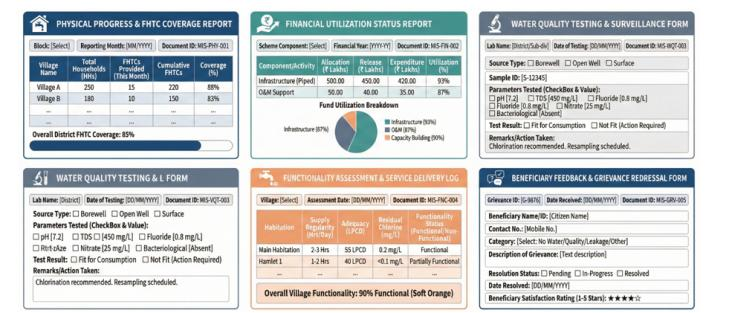 PHYSICAL PROGRESS & FHTC COVERAGE REPORT
Block: [Select] Reporting Month: [MM/YYYY] Document ID: MIS-PHY-001
Village Name Total Households (HHs) FHTCs Provided (This Month) Cumulative FHTCs Coverage (%)
Village A 250 15 220 88%
Village B 180 10 150 83%
... ... ... ... ...
... ... ... ... ...
Overall District FHTC Coverage: 85%
FINANCIAL UTILIZATION STATUS REPORT
Scheme Component: [Select] Financial Year: [YYYY-YY] Document ID: MIS-FIN-002
Component/Activity Allocation (₹ Lakhs) Release (₹ Lakhs) Expenditure (₹ Lakhs) Utilization (%)
Infrastructure (Piped) 500.00 450.00 420.00 93%
O&M Support 50.00 40.00 35.00 87%
Fund Utilization Breakdown
Infrastructure (87%)
Infrastructure (93%)
O&M (87%)
Capacity Building (90%)
WATER QUALITY TESTING & SURVEILLANCE FORM
Lab Name: [District/Sub-div] Date of Testing: [DD/MM/YYYY] Document ID: MIS-WQT-003
Source Type: ☐ Borewell ☐ Open Well ☐ Surface
Sample ID: [S-12345]
Parameters Tested (CheckBox & Value):
☐ pH [7.2] ☐ TDS [450 mg/L] ☐ Fluoride [0.8 mg/L]
☐ Fluoride [0.8 mg/L] ☐ Nitrate [25 mg/L]
☐ Bacteriological [Absent]
Test Result: ☐ Fit for Consumption ☐ Not Fit (Action Required)
Remarks/Action Taken:
Chlorination recommended. Resampling scheduled.
WATER QUALITY TESTING & L FORM
Lab Name: [District] Date of Testing: [DD/MM/YYYY] Document ID: MIS-VQT-003
Source Type: ☐ Borewell ☐ Open Well ☐ Surface
Parameters Tested (CheckBox & Value):
☐ pH [7.2] ☐ TDS ☐ [450 mg/L] ☐ Fluoride [0.8 mg/L]
☐ ☐ Nitrate [25 mg/L] ☐ Bacteriological [Absent]
Test Result: ☐ Fit for Consumption ☐ Not Fit (Action Required)
Remarks/Action Taken:
Chlorination recommended. Resampling scheduled.
FUNCTIONALITY ASSESSMENT & SERVICE DELIVERY LOG
Village: [Select] Assessment Date: [DD/MM/YYYY] Document ID: MIS-FNC-004
Habitation Supply Regularity (Hrs/Day) Adequacy (LPCD) Residual Chlorine (mg/L) Functionality Status (Functional/Non-Functional)
Main Habitation 2-3 Hrs 55 LPCD 0.2 mg/L Functional
Hamlet 1 1-2 Hrs 40 LPCD <0.1 mg/L Partially Functional
... ... ... ... ...
Overall Village Functionality: 90% Functional (Soft Orange)
BENEFICIARY FEEDBACK & GRIEVANCE REDRESSAL FORM
Grievance ID: [G-9876] Date Received: [DD/MM/YYYY] Document ID: MIS-GRV-005
Beneficiary Name/ID: [Citizen Name]
Contact No.: [Mobile No.]
Category: [Select: No Water/Quality/Leakage/Other]
Description of Grievance: [Text description]
Resolution Status: ☐ Pending ☐ In-Progress ☐ Resolved
Date Resolved: [DD/MM/YYYY]
Beneficiary Satisfaction Rating (1-5 Stars): ★★★★☆